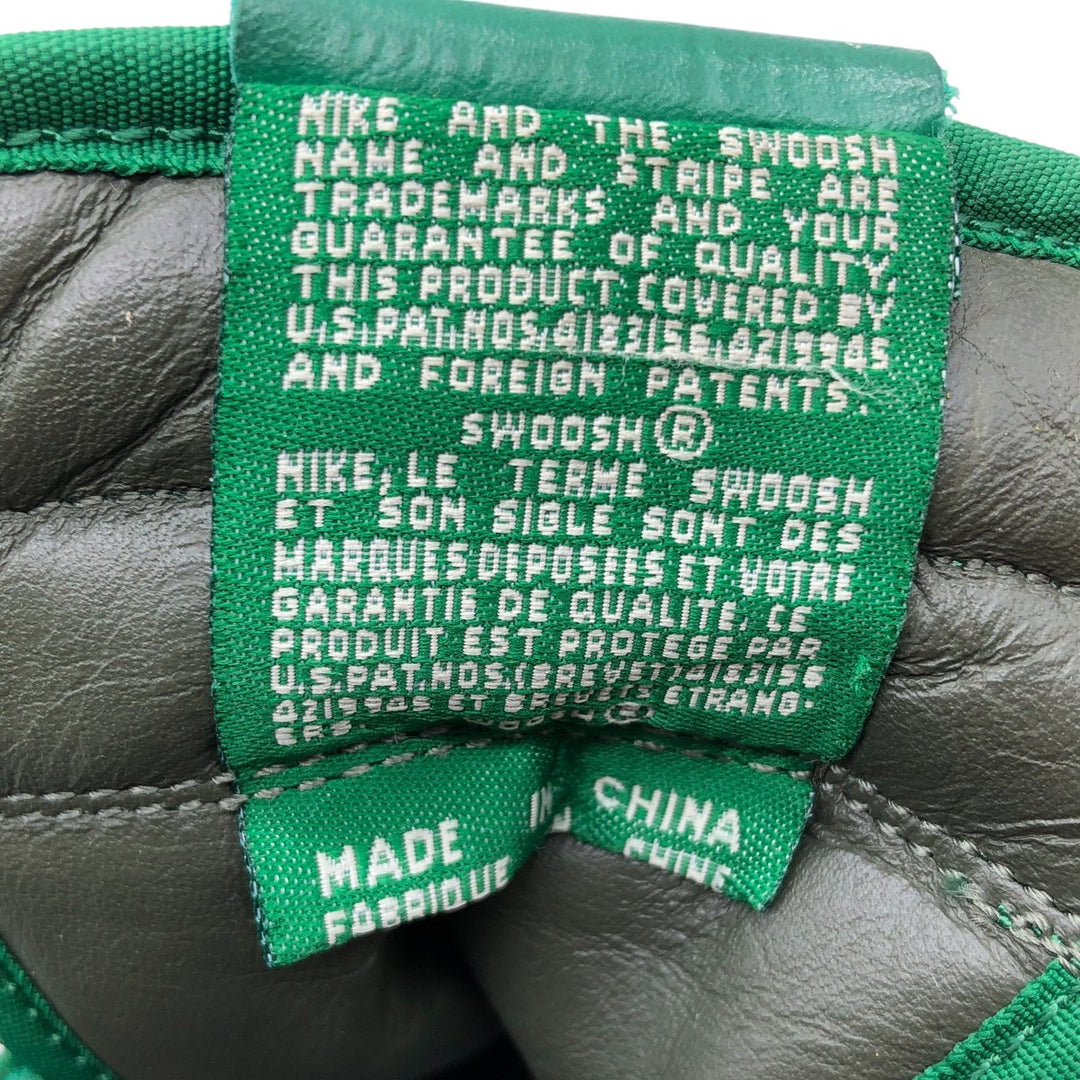 NIKE AND THE SWOOSH
NAME AND STRIPE ARE
TRADEMARKS AND YOUR
GUARANTEE OF QUALITY,
THIS PRODUCT COVERED BY
U.S.PAT.NOS.4183156,4219945
AND FOREIGN PATENTS.
SWOOSH®
NIKE, LE TERME SWOOSH
ET SON SIGLE SONT DES
MARQUES DEPOSEES ET VOTRE
GARANTIE DE QUALITE, CE
PRODUIT EST PROTEGE PAR
U.S.PAT.NOS.(BREVET)4183156
4219945 ET BREVETS ETRANG-
ERS SWOOSH®
MADE IN CHINA
FABRIQUE CHINE